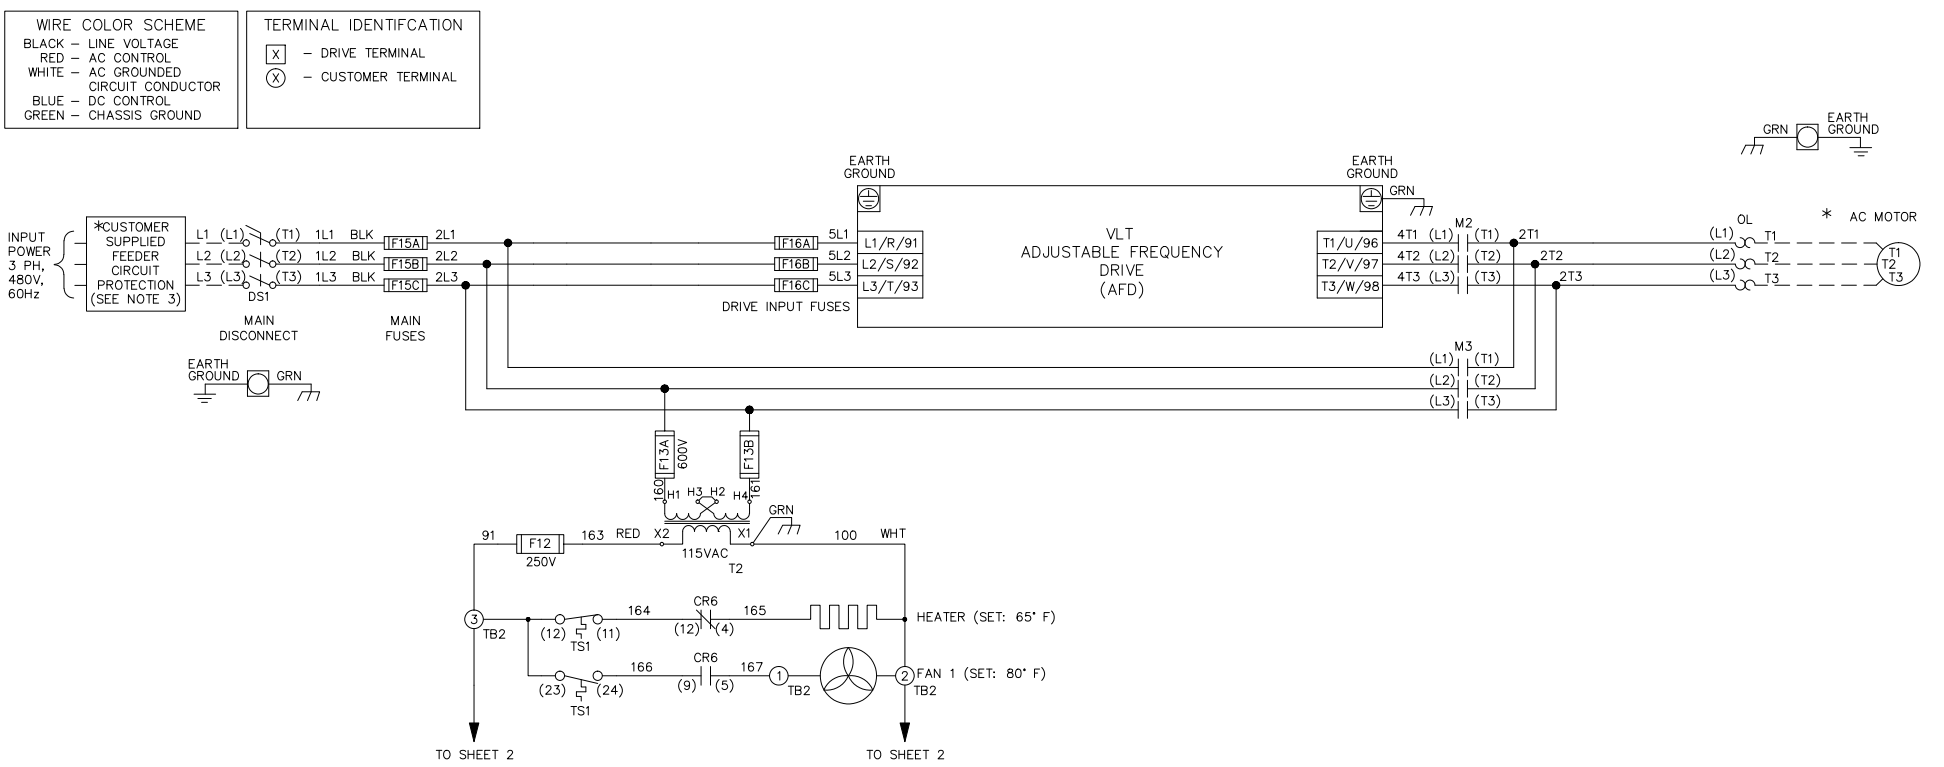 WIRE COLOR SCHEME
BLACK – LINE VOLTAGE
RED – AC CONTROL
WHITE – AC GROUNDED
CIRCUIT CONDUCTOR
BLUE – DC CONTROL
GREEN – CHASSIS GROUND
TERMINAL IDENTIFCATION
X – DRIVE TERMINAL
X – CUSTOMER TERMINAL
GRN
EARTH
GROUND
EARTH
GROUND
EARTH
GROUND
GRN
INPUT
POWER
3 PH,
480V,
60Hz
*CUSTOMER
SUPPLIED
FEEDER
CIRCUIT
PROTECTION
(SEE NOTE 3)
L1 (L1) (T1) 1L1 BLK F15A 2L1 F16A 5L1 L1/R/91
L2 (L2) (T2) 1L2 BLK F15B 2L2 F16B 5L2 L2/S/92
L3 (L3) (T3) 1L3 BLK F15C 2L3 F16C 5L3 L3/T/93
DS1
MAIN
DISCONNECT
MAIN
FUSES
DRIVE INPUT FUSES
VLT
ADJUSTABLE FREQUENCY
DRIVE
(AFD)
M2
T1/U/96 4T1 (L1) (T1) 2T1
T2/V/97 4T2 (L2) (T2) 2T2
T3/W/98 4T3 (L3) (T3) 2T3
OL
(L1) T1
(L2) T2
(L3) T3
* AC MOTOR
T1
T2
T3
EARTH
GROUND
GRN
M3
(L1) (T1)
(L2) (T2)
(L3) (T3)
F13A
600V
F13B
160
161
H1 H3 H2 H4
GRN
91 F12 163 RED X2 X1 100 WHT
250V
115VAC
T2
3
TB2
(12) (11)
TS1
164
CR6
(12) (4)
165
HEATER (SET: 65° F)
(23) (24)
TS1
166
CR6
(9) (5)
167
1
TB2
2
TB2
FAN 1 (SET: 80° F)
TO SHEET 2
TO SHEET 2